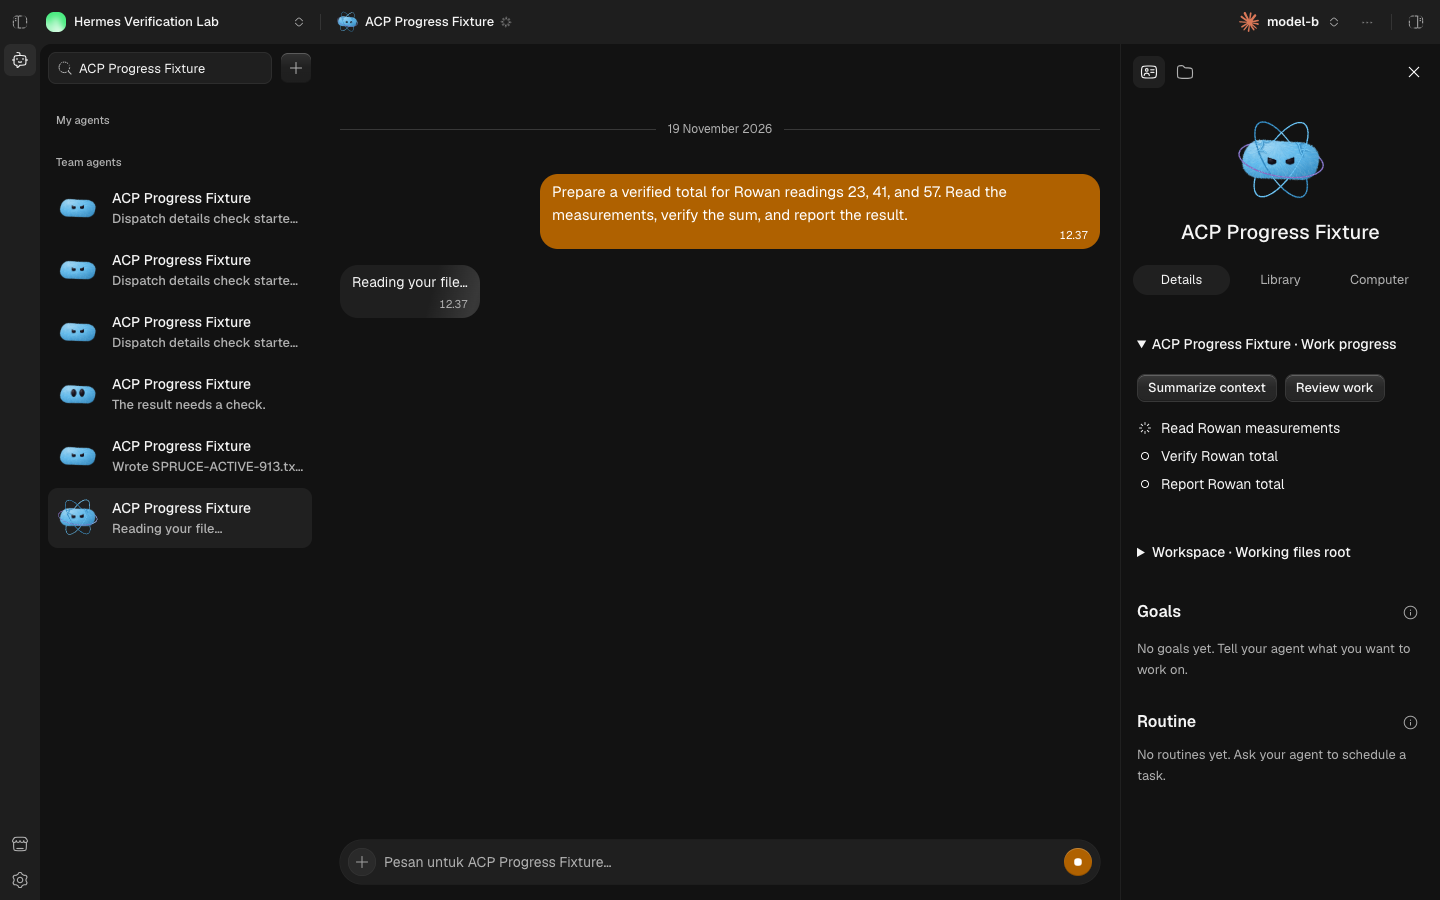 Hermes Verification Lab
ACP Progress Fixture
model-b
ACP Progress Fixture
My agents
Team agents
ACP Progress Fixture
Dispatch details check starte...
ACP Progress Fixture
Dispatch details check starte...
ACP Progress Fixture
Dispatch details check starte...
ACP Progress Fixture
The result needs a check.
ACP Progress Fixture
Wrote SPRUCE-ACTIVE-913.tx...
ACP Progress Fixture
Reading your file...
19 November 2026
Prepare a verified total for Rowan readings 23, 41, and 57. Read the
measurements, verify the sum, and report the result.
12.37
Reading your file...
12.37
Pesan untuk ACP Progress Fixture...
ACP Progress Fixture
Details
Library
Computer
ACP Progress Fixture · Work progress
Summarize context
Review work
Read Rowan measurements
Verify Rowan total
Report Rowan total
Workspace · Working files root
Goals
No goals yet. Tell your agent what you want to
work on.
Routine
No routines yet. Ask your agent to schedule a
task.